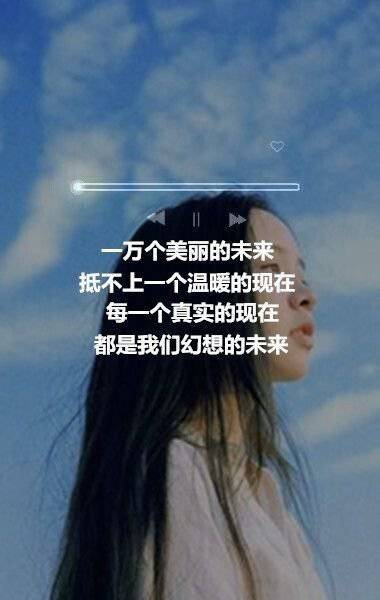 一万个美丽的未来
抵不上一个温暖的现在
每一个真实的现在
都是我们幻想的未来